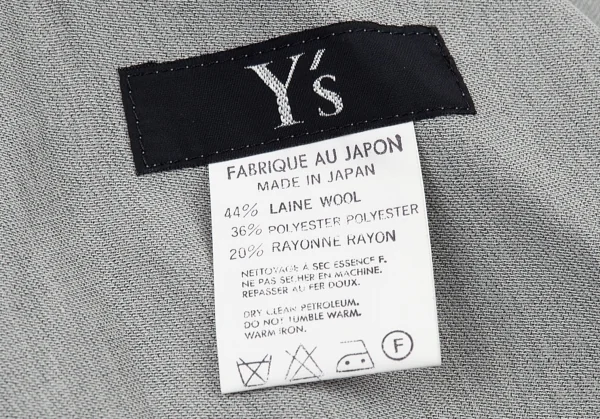 Y's
FABRIQUE AU JAPON
MADE IN JAPAN
44% LAINE WOOL
36% POLYESTER POLYESTER
20% RAYONNE RAYON
NETTOYAGE À SEC ESSENCE F.
NE PAS SECHER EN MACHINE.
REPASSER AU FER DOUX.
DRY CLEAN PETROLEUM.
DO NOT TUMBLE WARM.
WARM IRON.
F